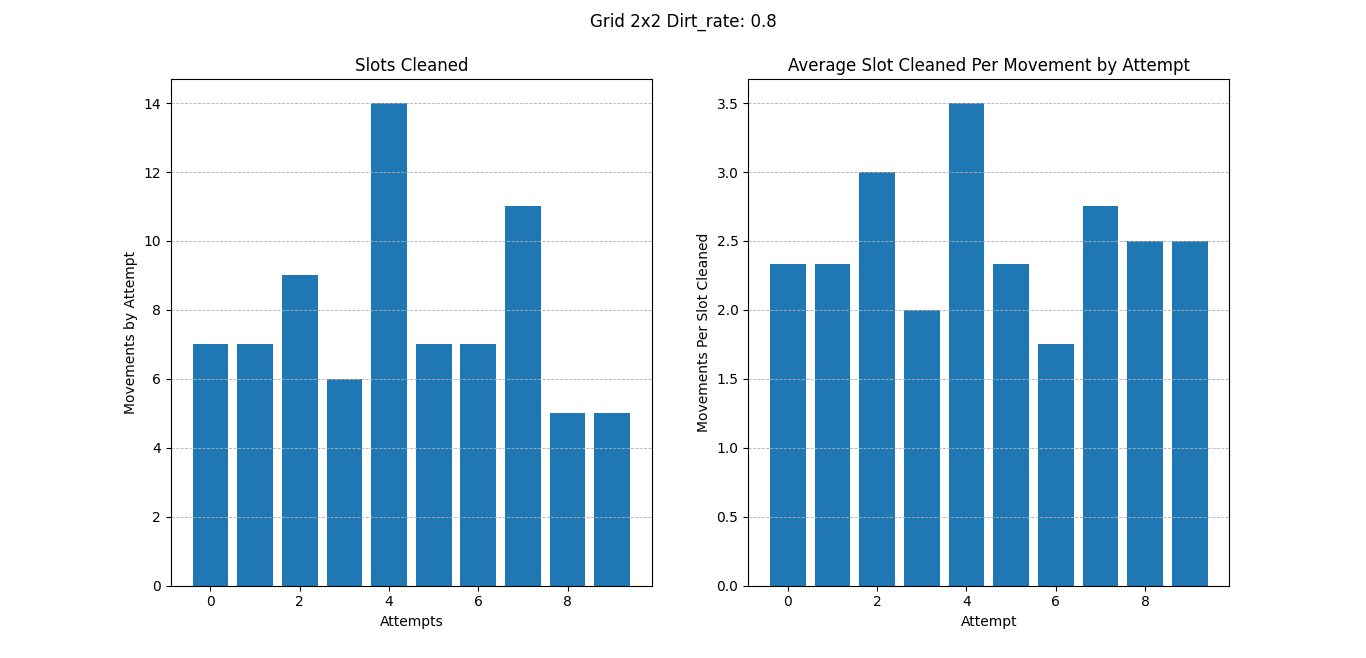 Grid 2x2 Dirt_rate: 0.8
Slots Cleaned
Movements by Attempt
14
12
10
8
6
4
2
0
0 2 4 6 8
Attempts
Average Slot Cleaned Per Movement by Attempt
Movements Per Slot Cleaned
3.5
3.0
2.5
2.0
1.5
1.0
0.5
0.0
0 2 4 6 8
Attempt